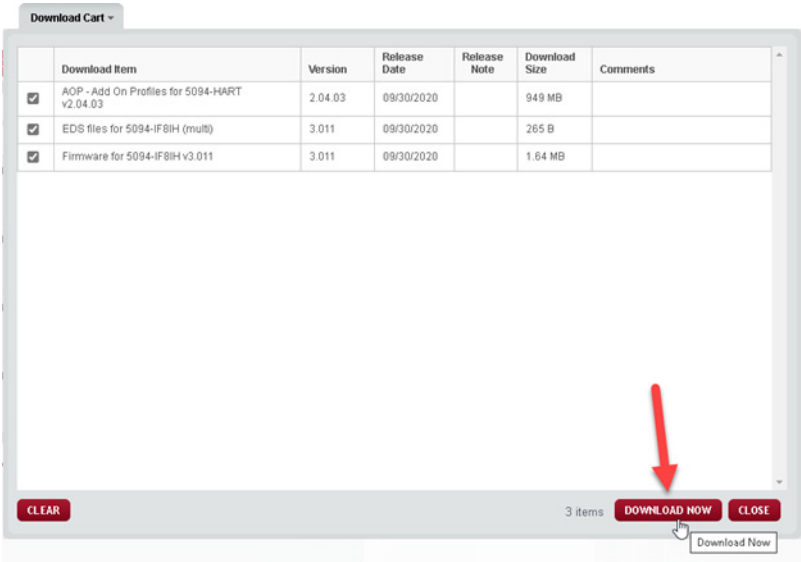 Download Cart
Download Item Version Release Date Release Note Download Size Comments
AOP - Add On Profiles for 5094-HART v2.04.03 2.04.03 09/30/2020 949 MB
EDS files for 5094-IF8IH (multi) 3.011 09/30/2020 265 B
Firmware for 5094-IF8IH v3.011 3.011 09/30/2020 1.64 MB
CLEAR 3 items DOWNLOAD NOW CLOSE
Download Now